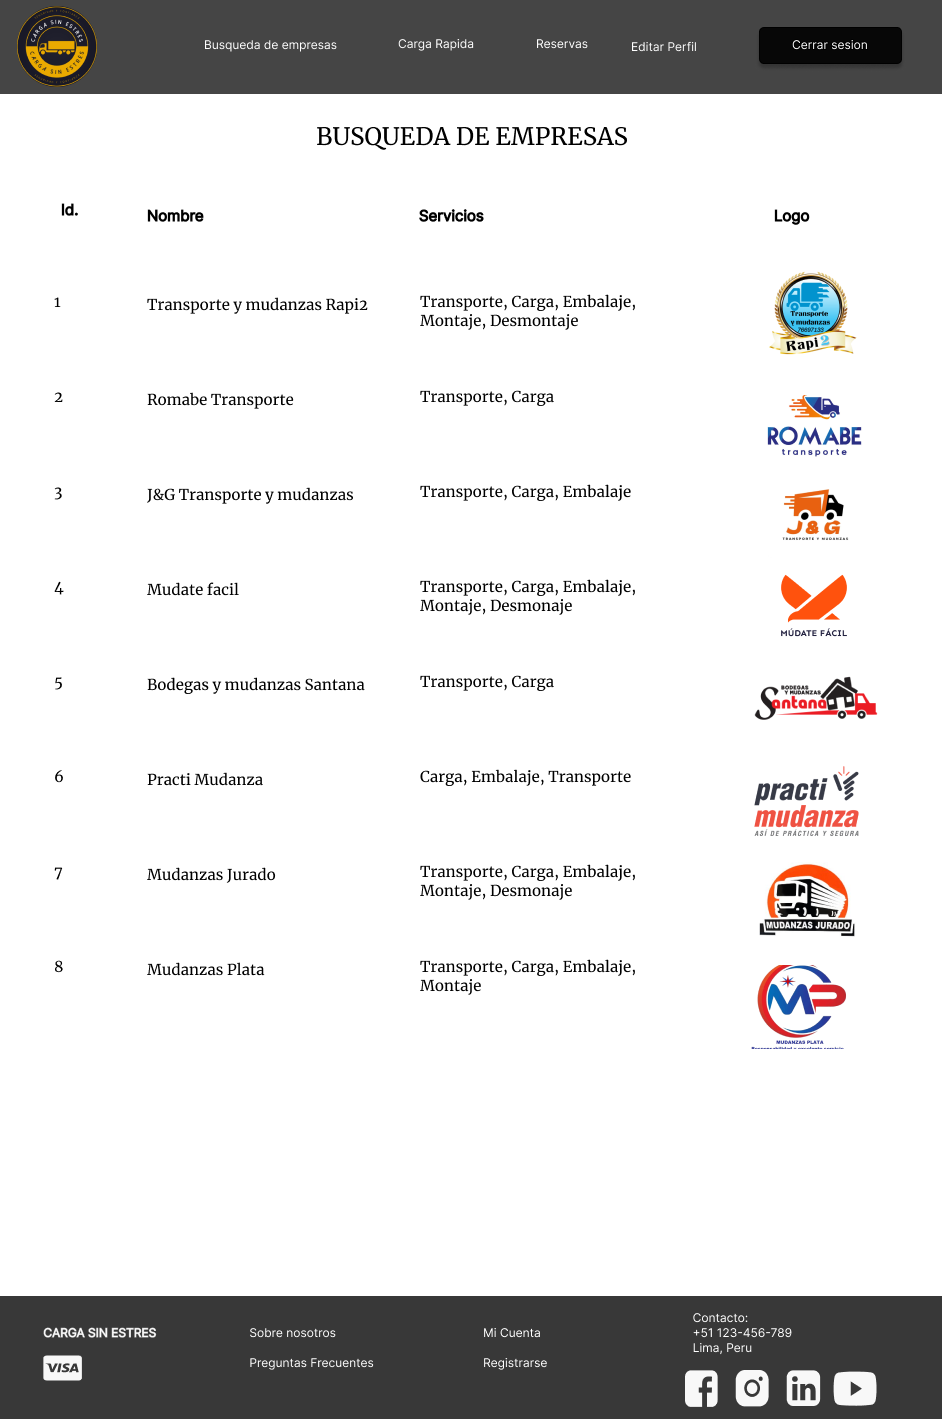 CARGA SIN ESTRES
CARGA SIN ESTRES
Busqueda de empresas
Carga Rapida
Reservas
Editar Perfil
Cerrar sesion
BUSQUEDA DE EMPRESAS
Id.
Nombre
Servicios
Logo
1
Transporte y mudanzas Rapi2
Transporte, Carga, Embalaje,
Montaje, Desmontaje
Transporte
y mudanzas
76697133
Rapi 2
2
Romabe Transporte
Transporte, Carga
ROMABE
transporte
3
J&G Transporte y mudanzas
Transporte, Carga, Embalaje
J&G
TRANSPORTE Y MUDANZAS
4
Mudate facil
Transporte, Carga, Embalaje,
Montaje, Desmonaje
MÚDATE FÁCIL
5
Bodegas y mudanzas Santana
Transporte, Carga
BODEGAS
Y MUDANZAS
Santana
6
Practi Mudanza
Carga, Embalaje, Transporte
practi
mudanza
ASÍ DE PRÁCTICA Y SEGURA
7
Mudanzas Jurado
Transporte, Carga, Embalaje,
Montaje, Desmonaje
MUDANZAS JURADO
8
Mudanzas Plata
Transporte, Carga, Embalaje,
Montaje
MP
MUDANZAS PLATA
CARGA SIN ESTRES
VISA
Sobre nosotros
Preguntas Frecuentes
Mi Cuenta
Registrarse
Contacto:
+51 123-456-789
Lima, Peru
in